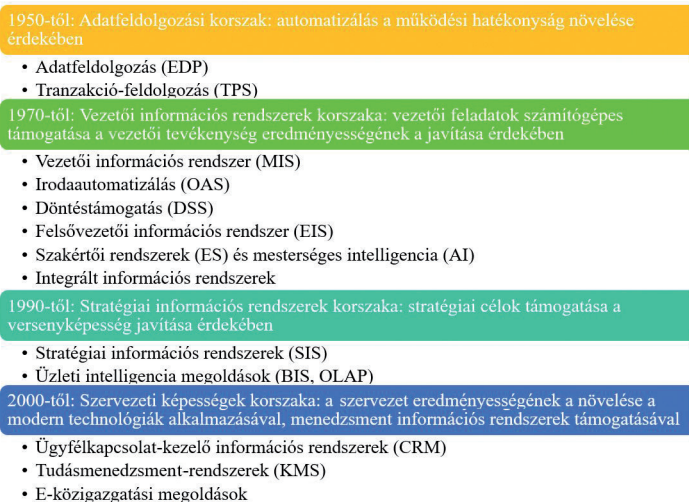 1950-től: Adatfeldolgozási korszak: automatizálás a működési hatékonyság növelése
érdekében
• Adatfeldolgozás (EDP)
• Tranzakció-feldolgozás (TPS)
1970-től: Vezetői információs rendszerek korszaka: vezetői feladatok számítógépes
támogatása a vezetői tevékenység eredményességének a javítása érdekében
• Vezetői információs rendszer (MIS)
• Irodaautomatizálás (OAS)
• Döntéstámogatás (DSS)
• Felsővezetői információs rendszer (EIS)
• Szakértői rendszerek (ES) és mesterséges intelligencia (AI)
• Integrált információs rendszerek
1990-től: Stratégiai információs rendszerek korszaka: stratégiai célok támogatása a
versenyképesség javítása érdekében
• Stratégiai információs rendszerek (SIS)
• Üzleti intelligencia megoldások (BIS, OLAP)
2000-től: Szervezeti képességek korszaka: a szervezet eredményességének a növelése a
modern technológiák alkalmazásával, menedzsment információs rendszerek támogatásával
• Ügyfélkapcsolat-kezelő információs rendszerek (CRM)
• Tudásmenedzsment-rendszerek (KMS)
• E-közigazgatási megoldások